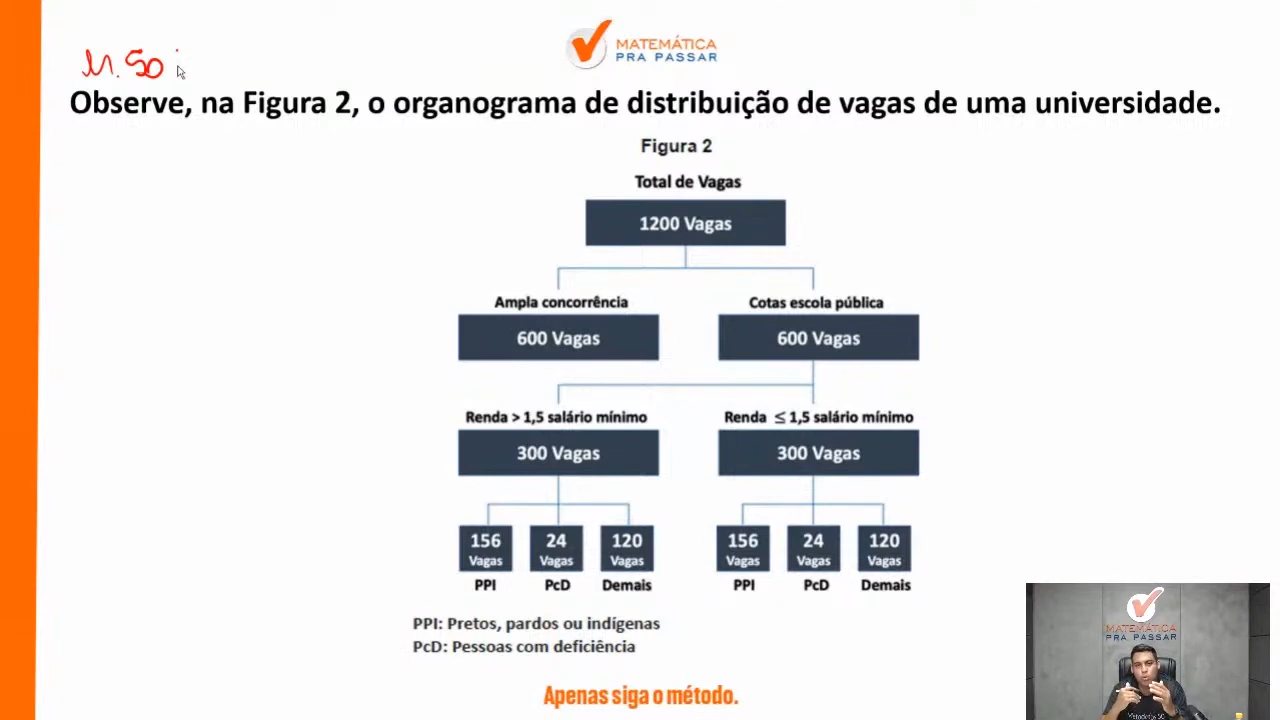 MATEMÁTICA
PRA PASSAR
M. SO
Observe, na Figura 2, o organograma de distribuição de vagas de uma universidade.
Figura 2
Total de Vagas
1200 Vagas
Ampla concorrência
Cotas escola pública
600 Vagas
600 Vagas
Renda > 1,5 salário mínimo
Renda ≤ 1,5 salário mínimo
300 Vagas
300 Vagas
156 Vagas
24 Vagas
120 Vagas
156 Vagas
24 Vagas
120 Vagas
PPI
PcD
Demais
PPI
PcD
Demais
PPI: Pretos, pardos ou indígenas
PcD: Pessoas com deficiência
Apenas siga o método.
MATEMÁTICA
PRA PASSAR